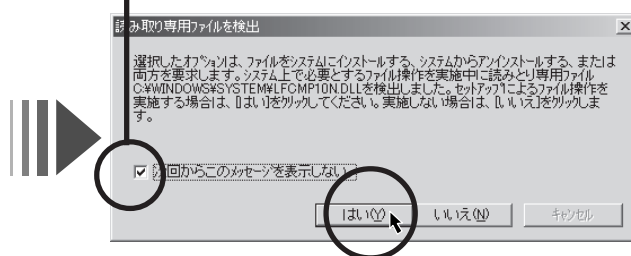 読み取り専用ファイルを検出
選択したオプションは、ファイルをシステムにインストールする、システムからアンインストールする、または
両方を要求します。システム上で必要とするファイル操作を実施中に読みとり専用ファイル
C:¥WINDOWS¥SYSTEM¥LFCMP10N.DLLを検出しました。セットアップによるファイル操作を
実施する場合は、[はい]をクリックしてください。実施しない場合は、[いいえ]をクリックしま
す。
次回からこのメッセージを表示しない
はい(Y)
いいえ(N)
キャンセル